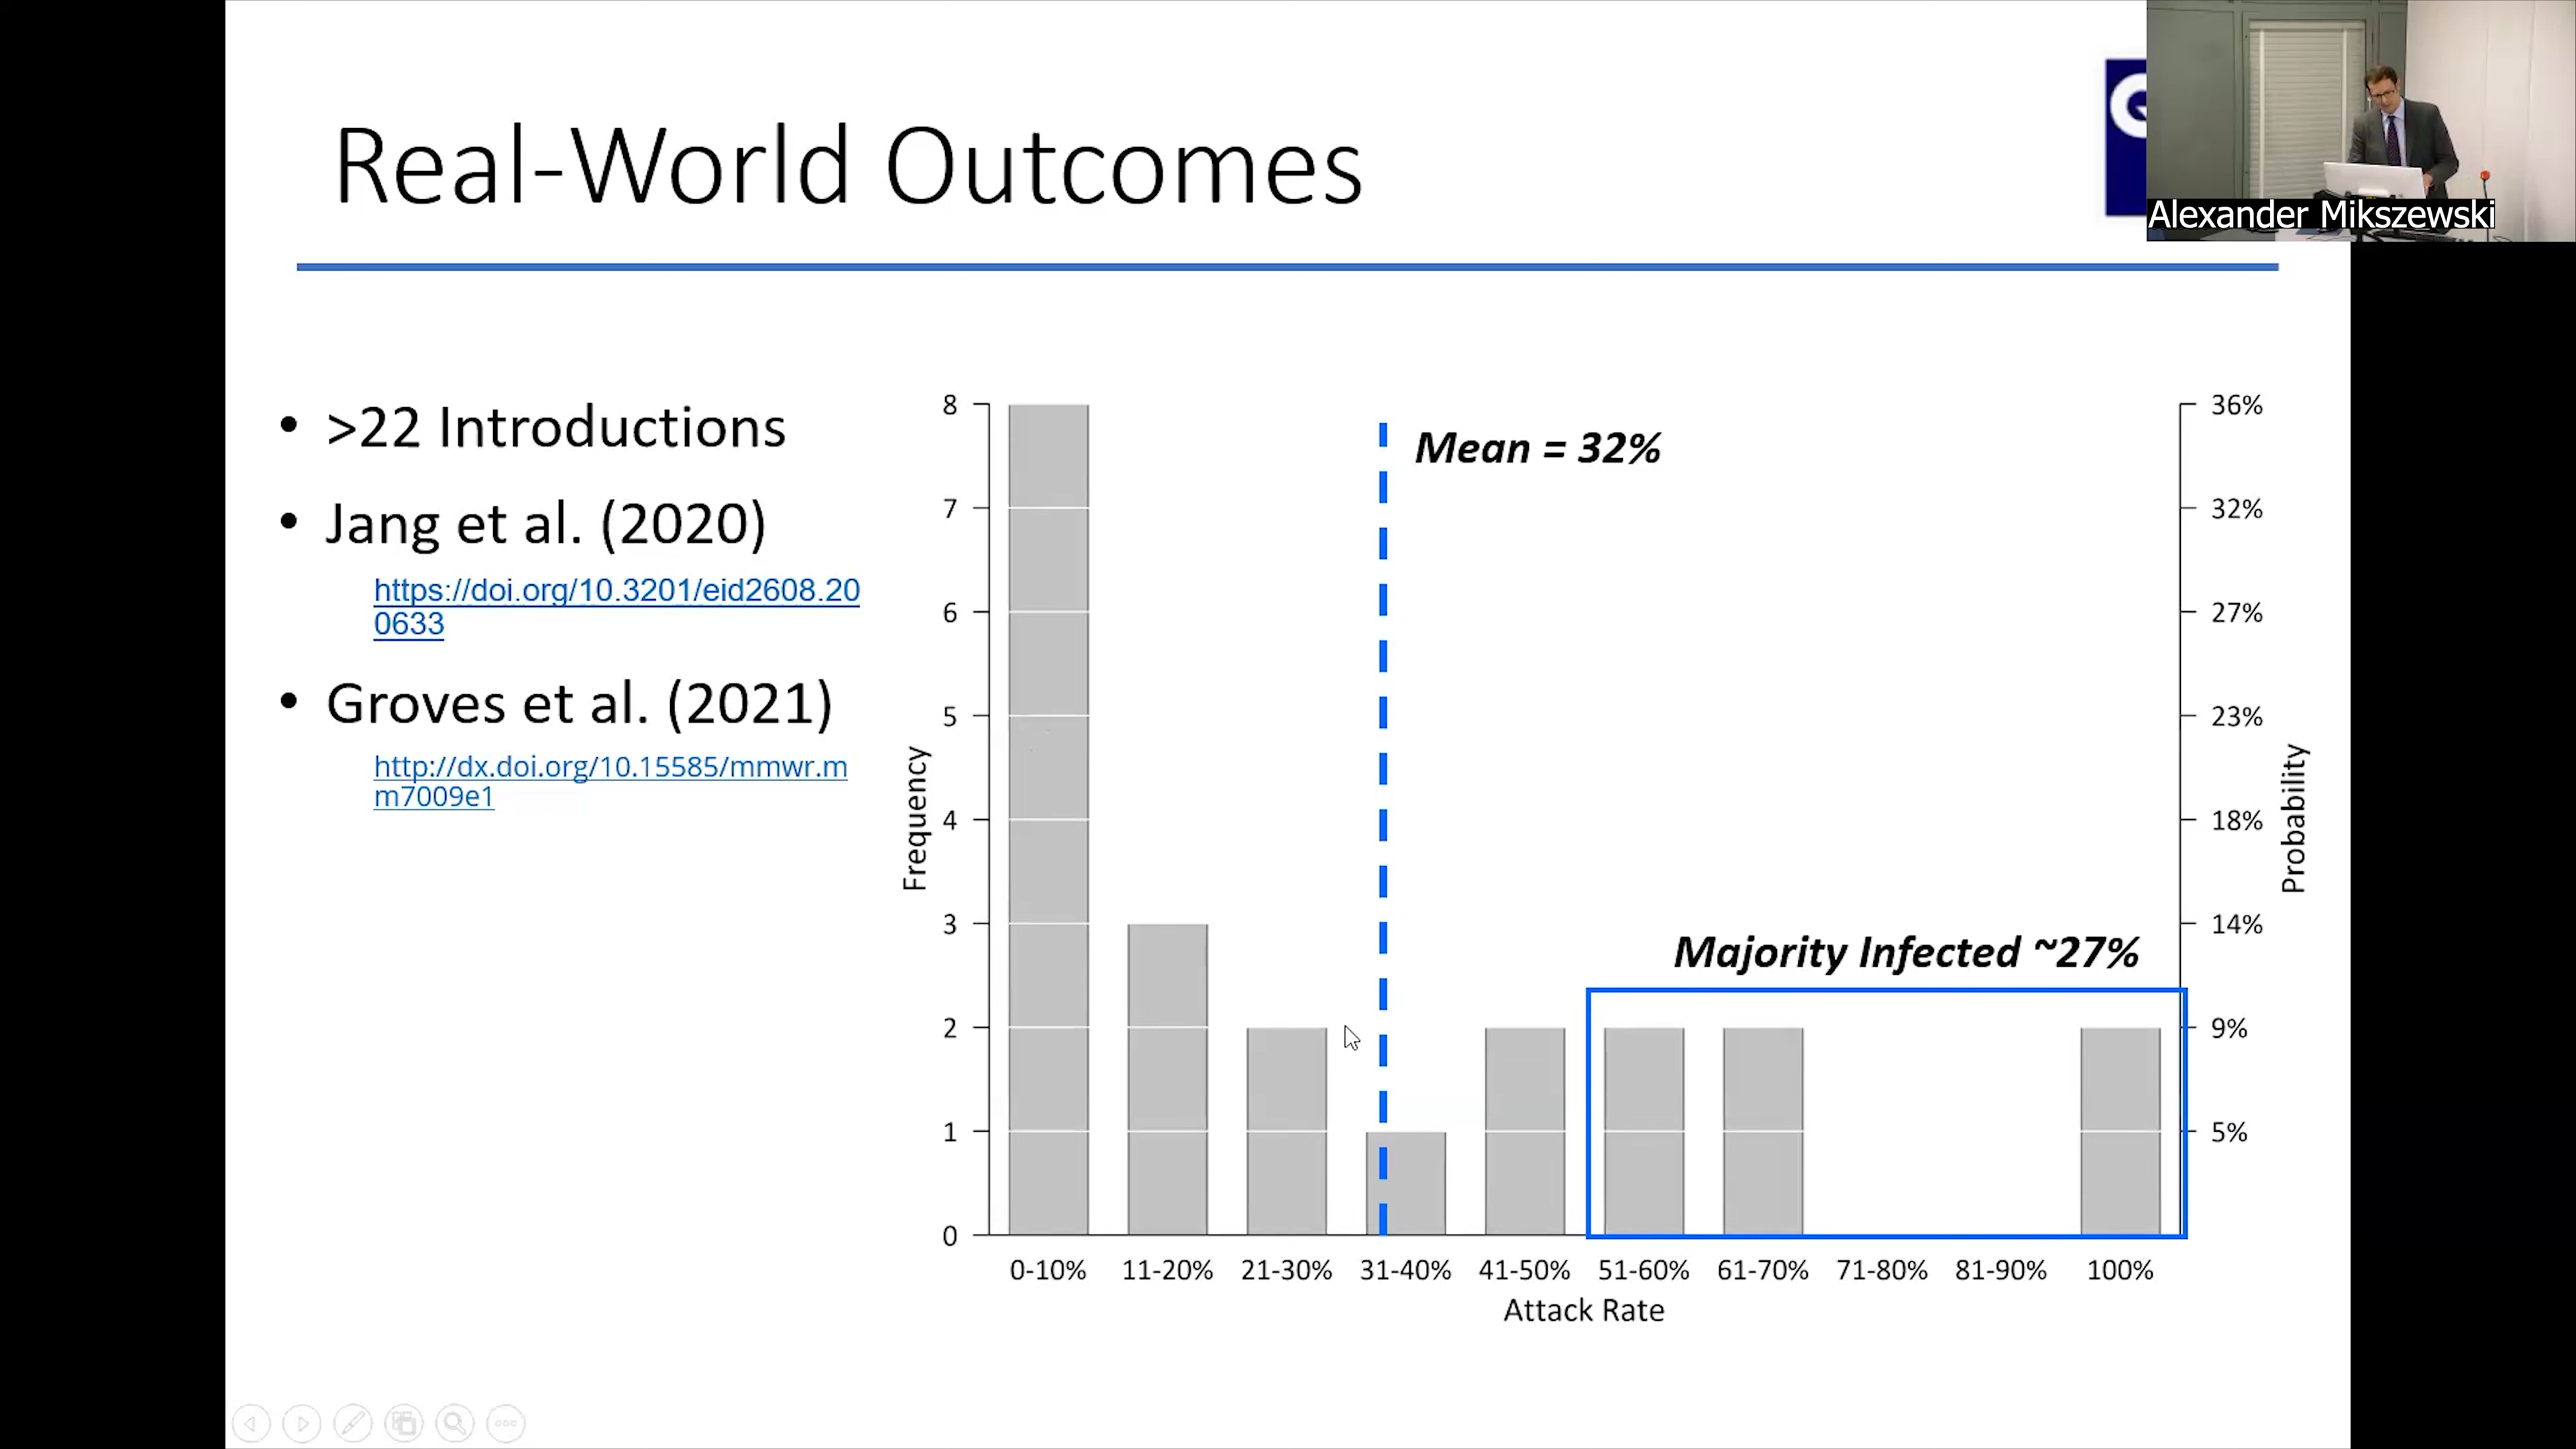 Real-World Outcomes
Alexander Mikszewski
• >22 Introductions
• Jang et al. (2020)
https://doi.org/10.3201/eid2608.20
0633
• Groves et al. (2021)
http://dx.doi.org/10.15585/mmwr.m
m7009e1
Frequency
8
7
6
5
4
3
2
1
0
Mean = 32%
Majority Infected ~27%
36%
32%
27%
23%
18%
14%
9%
5%
Probability
0-10% 11-20% 21-30% 31-40% 41-50% 51-60% 61-70% 71-80% 81-90% 100%
Attack Rate